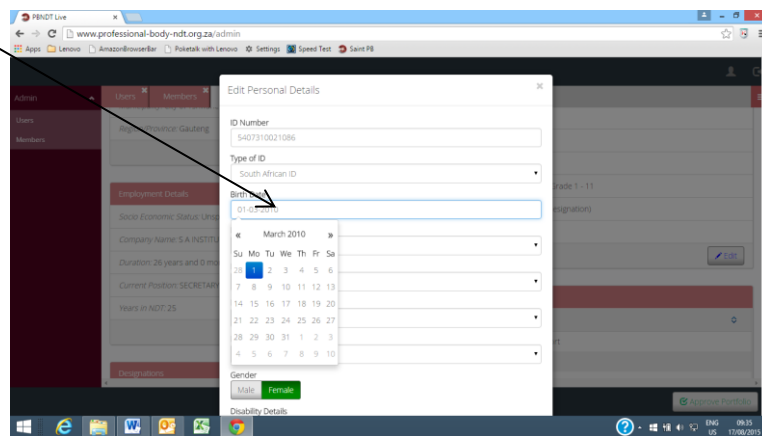 PBNDT Live
www.professional-body-ndt.org.za/admin
Apps Lenovo AmazonBrowserBar Poketalk with Lenovo Settings Speed Test Saint PB
Admin
Users
Members
Users Members
Region/Province: Gauteng
Employment Details
Socio Economic Status: Unsp
Company Name: S A INSTITU
Duration: 26 years and 0 mo
Current Position: SECRETARY
Years in NDT: 25
Designations
Edit Personal Details
ID Number
5407310021086
Type of ID
South African ID
Birth Date
01-03-2010
« March 2010 »
Su Mo Tu We Th Fr Sa
28 1 2 3 4 5 6
7 8 9 10 11 12 13
14 15 16 17 18 19 20
21 22 23 24 25 26 27
28 29 30 31 1 2 3
4 5 6 7 8 9 10
Gender
Male Female
Disability Details
Grade 1 - 11
esignation)
Edit
Approve Portfolio
ENG 09:35
US 17/08/2015